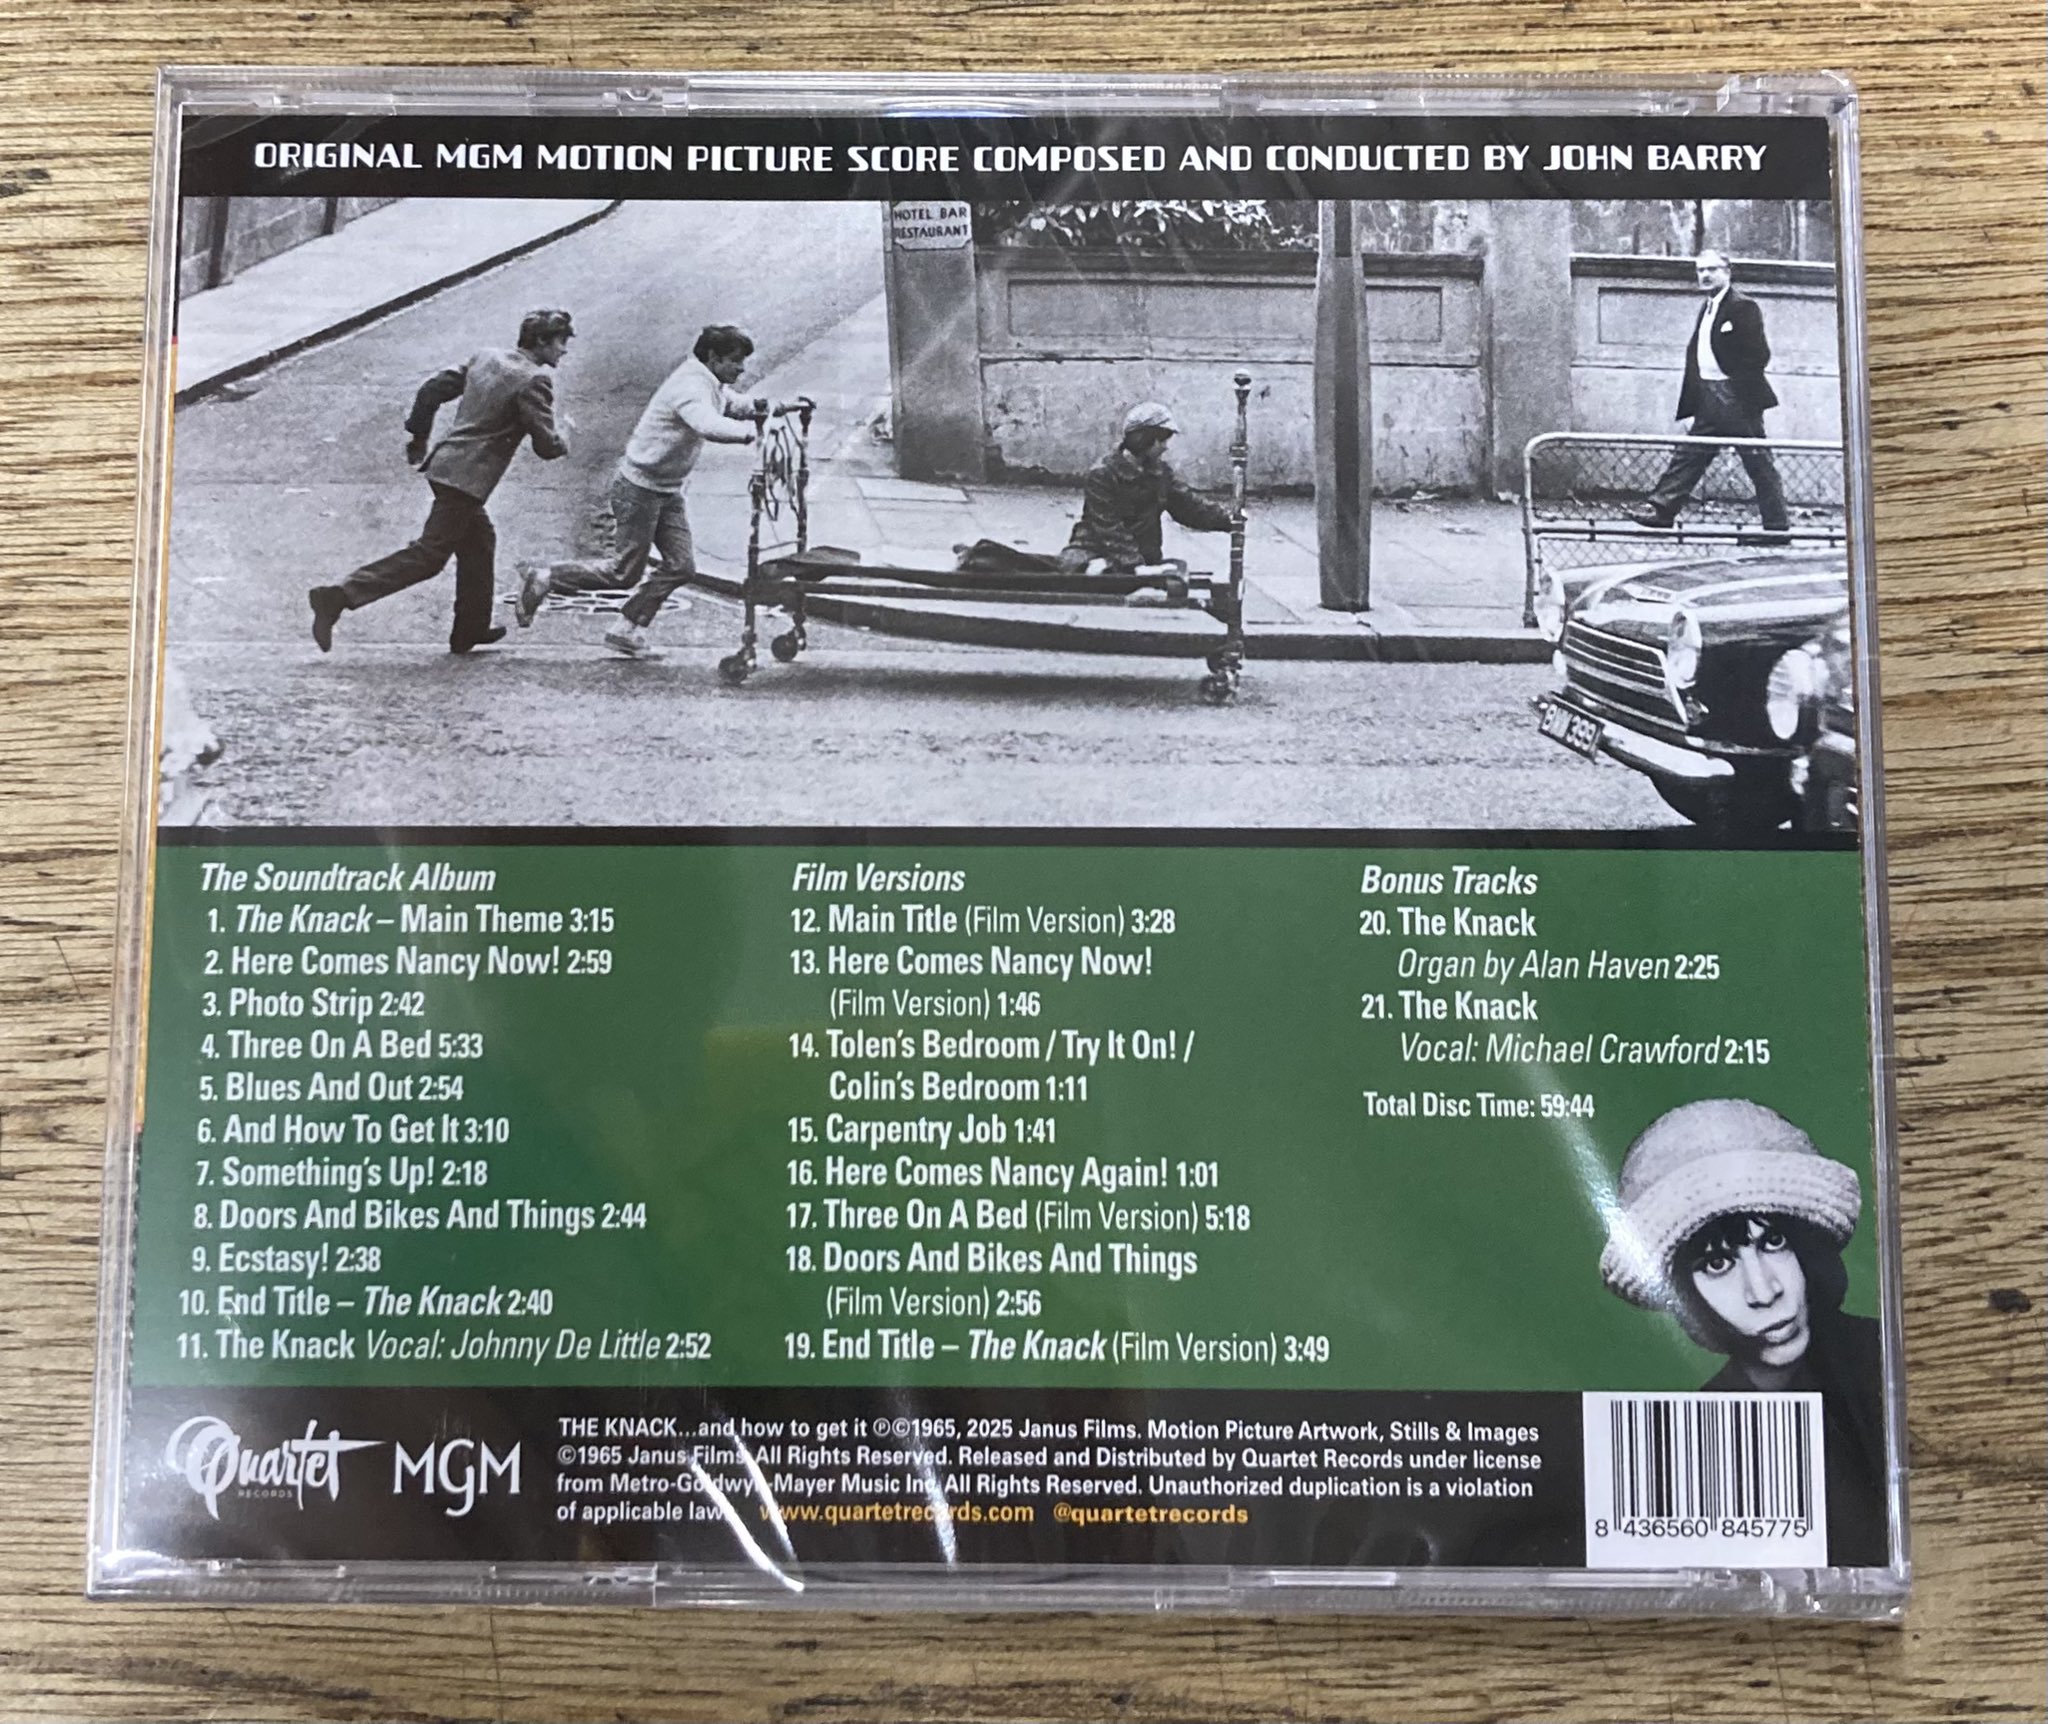 ORIGINAL MGM MOTION PICTURE SCORE COMPOSED AND CONDUCTED BY JOHN BARRY
HOTEL BAR
RESTAURANT
BNM 399
The Soundtrack Album
1. The Knack – Main Theme 3:15
2. Here Comes Nancy Now! 2:59
3. Photo Strip 2:42
4. Three On A Bed 5:33
5. Blues And Out 2:54
6. And How To Get It 3:10
7. Something's Up! 2:18
8. Doors And Bikes And Things 2:44
9. Ecstasy! 2:38
10. End Title – The Knack 2:40
11. The Knack Vocal: Johnny De Little 2:52
Film Versions
12. Main Title (Film Version) 3:28
13. Here Comes Nancy Now!
(Film Version) 1:46
14. Tolen's Bedroom / Try It On! /
Colin's Bedroom 1:11
15. Carpentry Job 1:41
16. Here Comes Nancy Again! 1:01
17. Three On A Bed (Film Version) 5:18
18. Doors And Bikes And Things
(Film Version) 2:56
19. End Title – The Knack (Film Version) 3:49
Bonus Tracks
20. The Knack
Organ by Alan Haven 2:25
21. The Knack
Vocal: Michael Crawford 2:15
Total Disc Time: 59:44
Quartet
RECORDS
MGM
THE KNACK...and how to get it ℗©1965, 2025 Janus Films. Motion Picture Artwork, Stills & Images
©1965 Janus Films. All Rights Reserved. Released and Distributed by Quartet Records under license
from Metro-Goldwyn-Mayer Music Inc. All Rights Reserved. Unauthorized duplication is a violation
of applicable laws. www.quartetrecords.com @quartetrecords
8 436560 845775